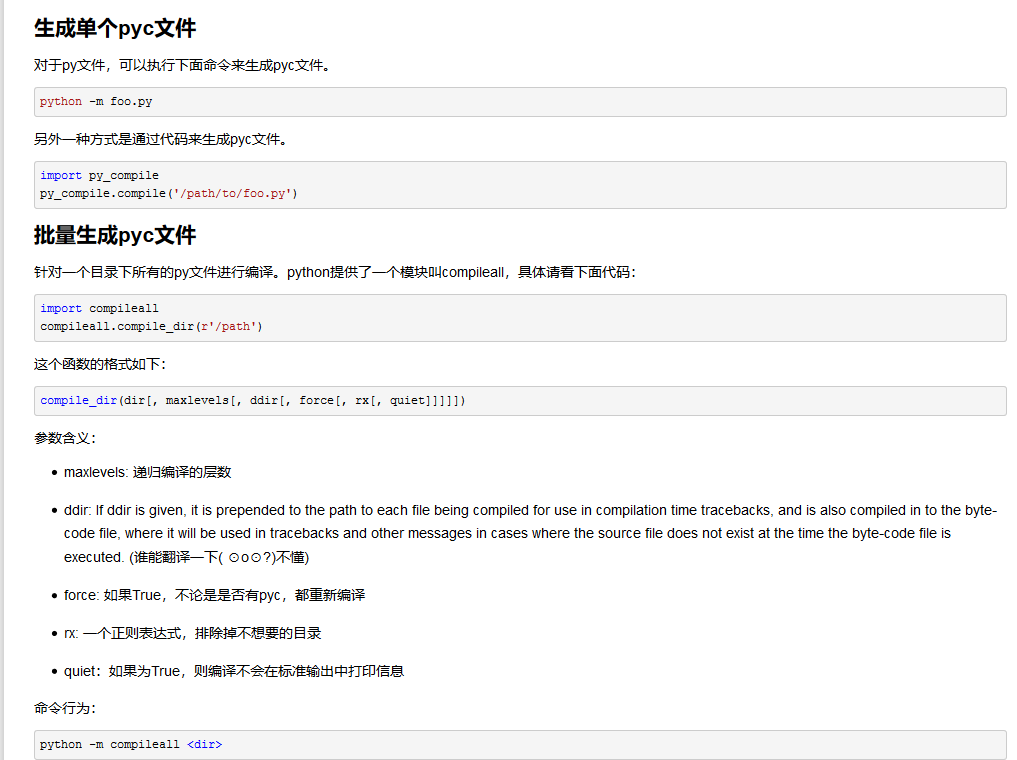 生成单个pyc文件
对于py文件，可以执行下面命令来生成pyc文件。
python -m foo.py
另外一种方式是通过代码来生成pyc文件。
import py_compile
py_compile.compile('/path/to/foo.py')
批量生成pyc文件
针对一个目录下所有的py文件进行编译。python提供了一个模块叫compileall，具体请看下面代码：
import compileall
compileall.compile_dir(r'/path')
这个函数的格式如下：
compile_dir(dir[, maxlevels[, ddir[, force[, rx[, quiet]]]]])
参数含义：
maxlevels: 递归编译的层数
ddir: If ddir is given, it is prepended to the path to each file being compiled for use in compilation time tracebacks, and is also compiled in to the byte-
code file, where it will be used in tracebacks and other messages in cases where the source file does not exist at the time the byte-code file is
executed. (谁能翻译一下( ⊙o⊙?)不懂)
force: 如果True，不论是是否有pyc，都重新编译
rx: 一个正则表达式，排除掉不想要的目录
quiet：如果为True，则编译不会在标准输出中打印信息
命令行为：
python -m compileall <dir>